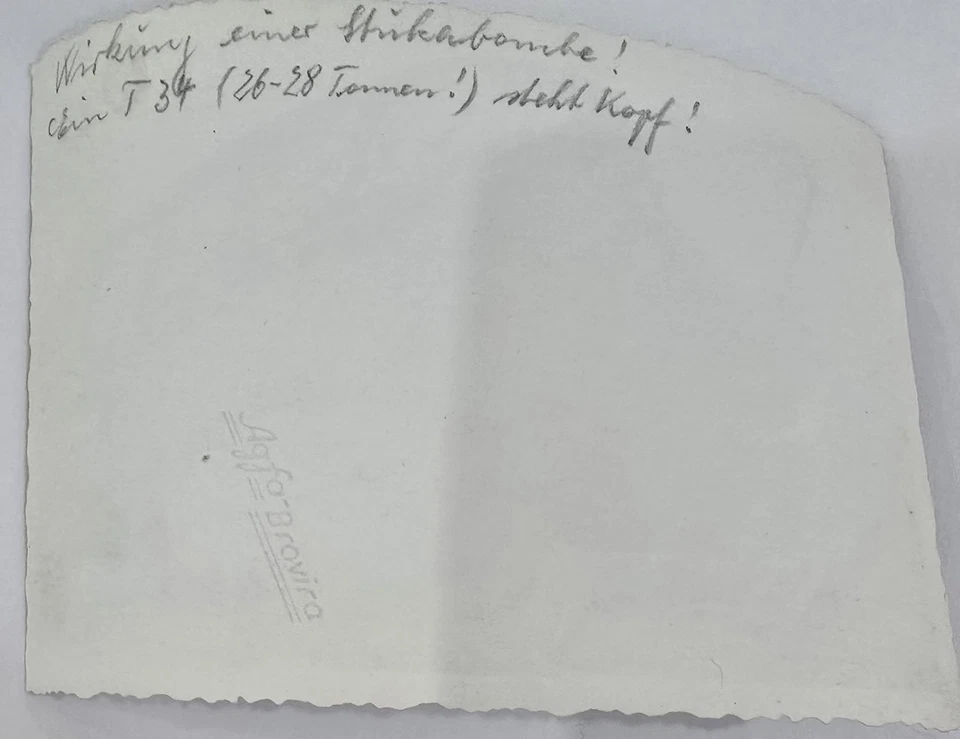 Wirkung einer Stukabombe!
Ein T 34 (26-28 Tonnen!) steht Kopf!
Agfa-Brovira